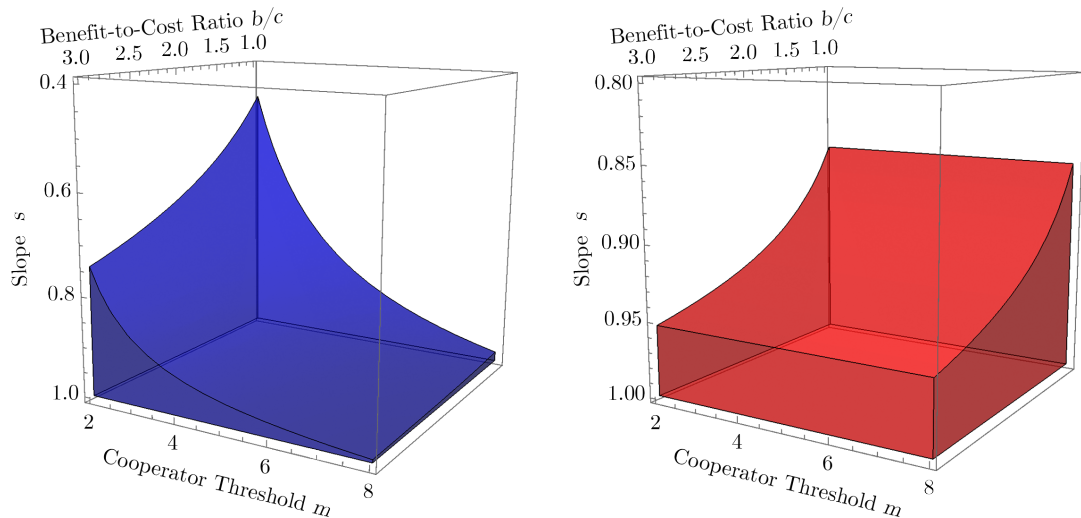 Benefit-to-Cost Ratio b/c
3.0 2.5 2.0 1.5 1.0
0.4
0.6
0.8
1.0
Slope s
2 4 6 8
Cooperator Threshold m
Benefit-to-Cost Ratio b/c
3.0 2.5 2.0 1.5 1.0
0.80
0.85
0.90
0.95
1.00
Slope s
2 4 6 8
Cooperator Threshold m